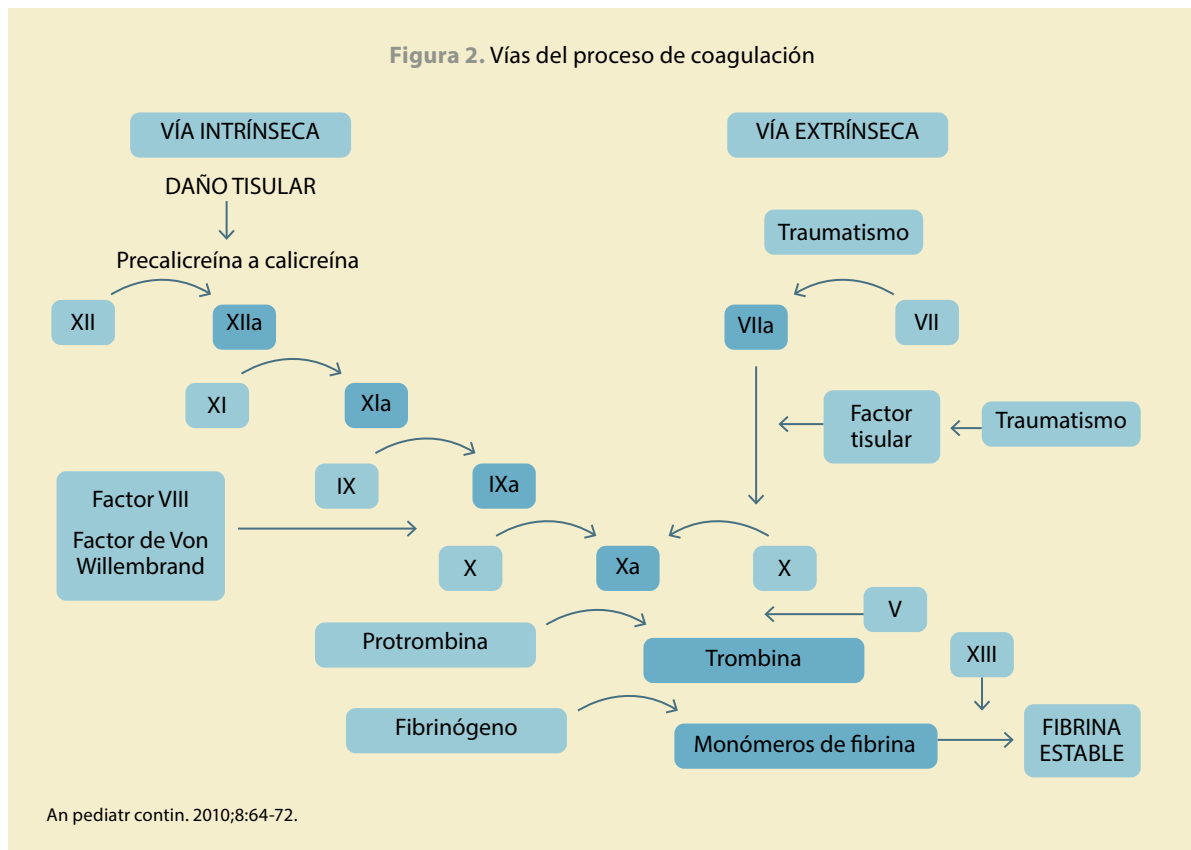 Figura 2. Vías del proceso de coagulación
VÍA INTRÍNSECA
VÍA EXTRÍNSECA
DAÑO TISULAR
Traumatismo
Precalicreína a calicreína
XII
XIIa
VIIa
VII
XI
XIa
Factor
tisular
Traumatismo
IX
IXa
Factor VIII
Factor de Von
Willembrand
X
Xa
X
V
Protrombina
Trombina
XIII
Fibrinógeno
Monómeros de fibrina
FIBRINA
ESTABLE
An pediatr contin. 2010;8:64-72.